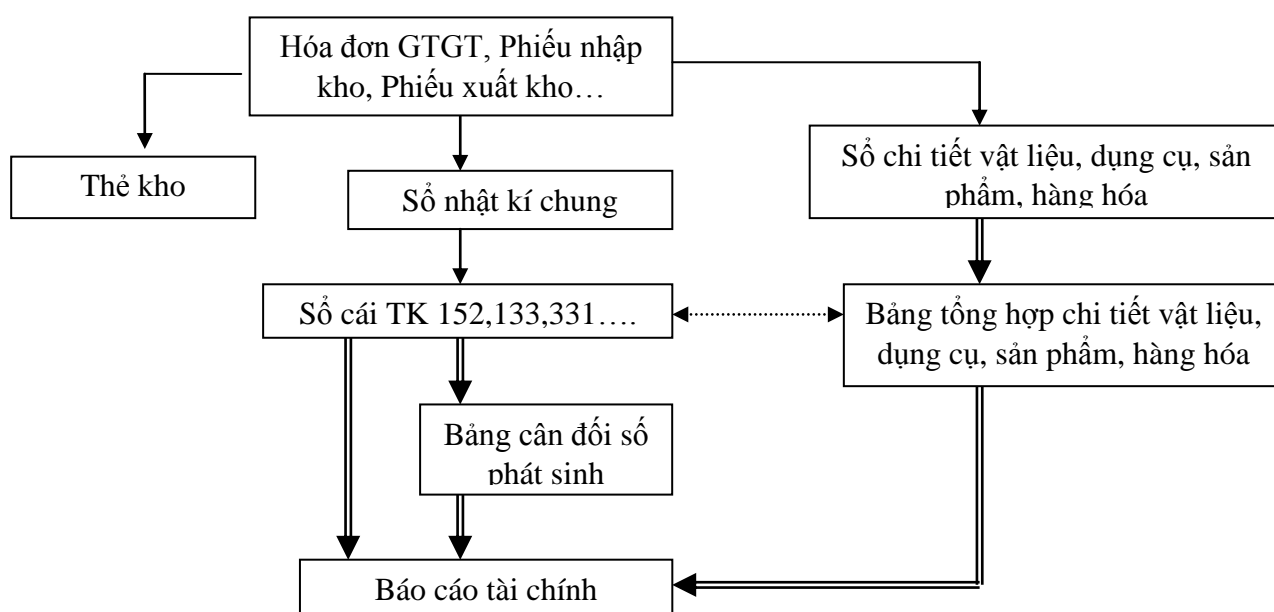 Hóa đơn GTGT, Phiếu nhập
kho, Phiếu xuất kho…
Thẻ kho
Sổ nhật kí chung
Sổ chi tiết vật liệu, dụng cụ, sản
phẩm, hàng hóa
Sổ cái TK 152,133,331….
Bảng tổng hợp chi tiết vật liệu,
dụng cụ, sản phẩm, hàng hóa
Bảng cân đối số
phát sinh
Báo cáo tài chính